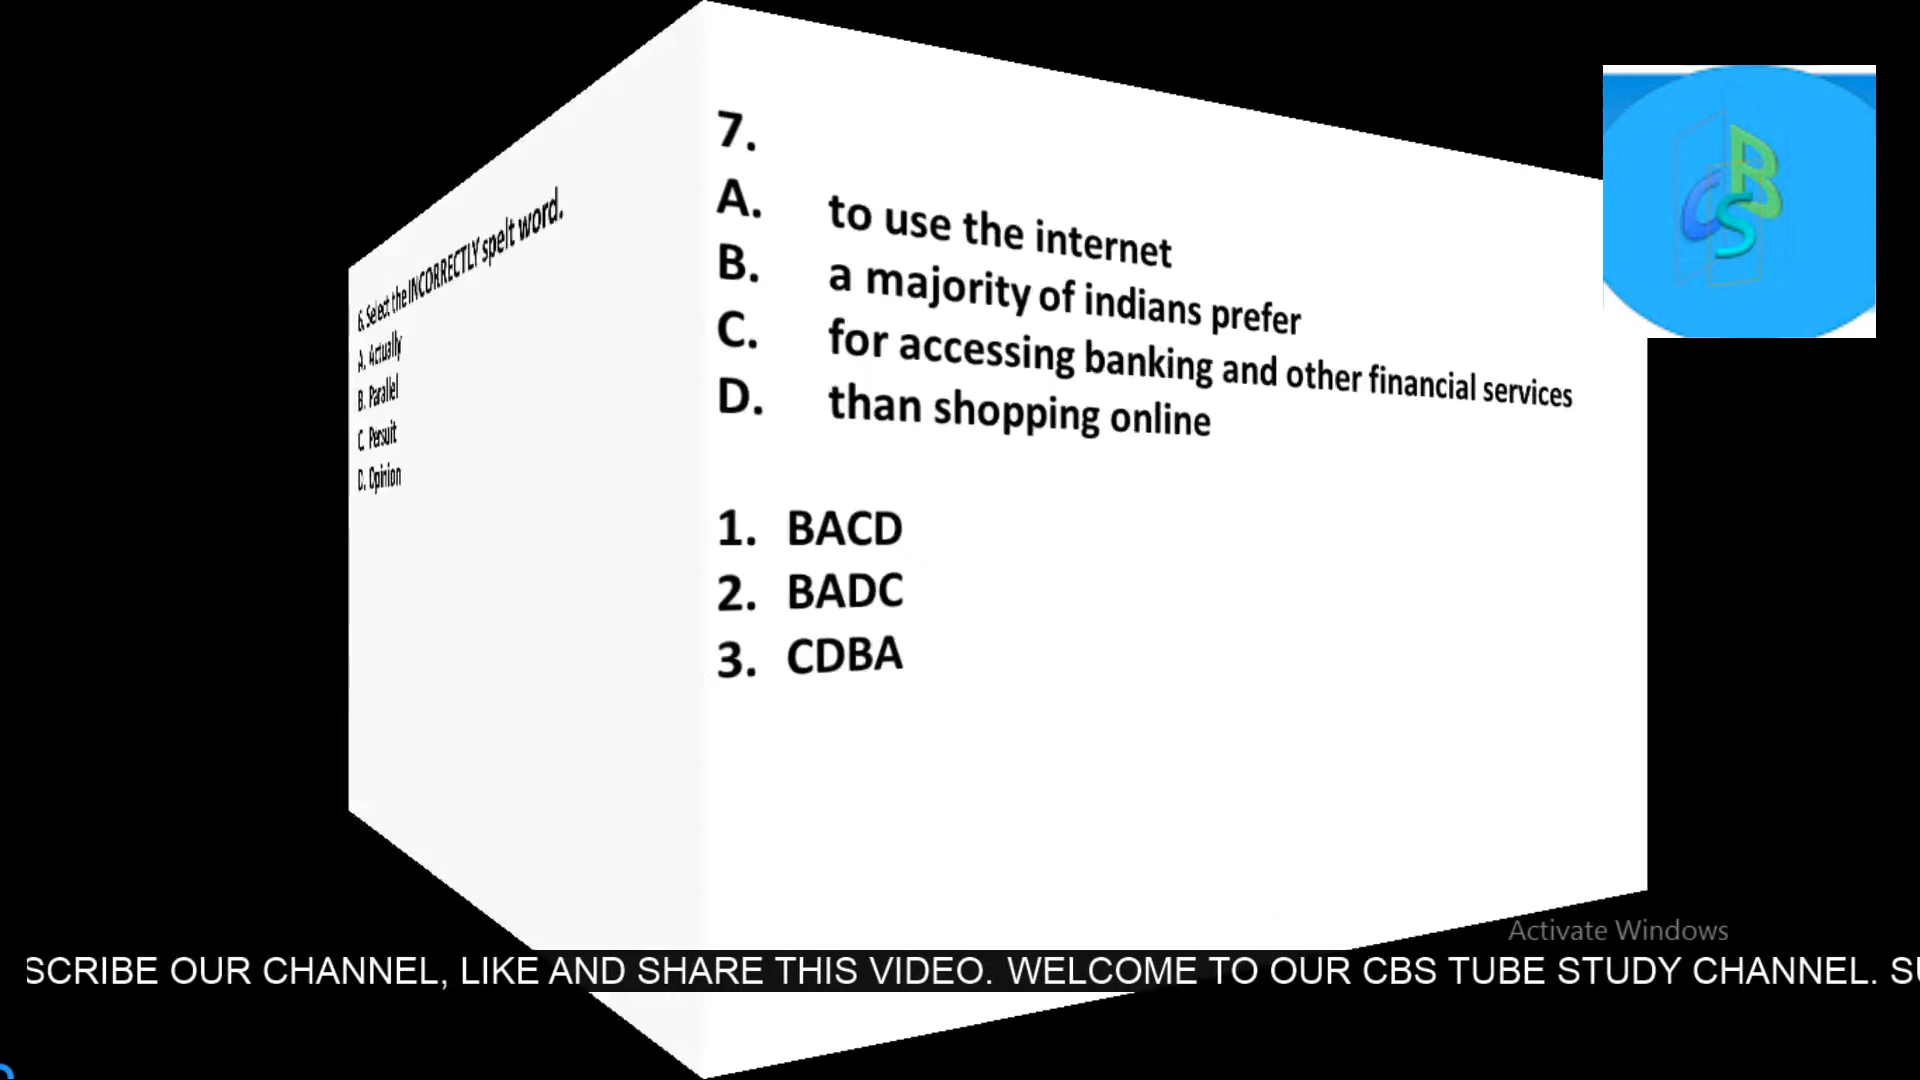 6. Select the INCORRECTLY spelt word.
A. Actually
B. Parallel
C. Persuit
D. Opinion
7.
A. to use the internet
B. a majority of indians prefer
C. for accessing banking and other financial services
D. than shopping online
1. BACD
2. BADC
3. CDBA
CBS
Activate Windows
SCRIBE OUR CHANNEL, LIKE AND SHARE THIS VIDEO. WELCOME TO OUR CBS TUBE STUDY CHANNEL. SU